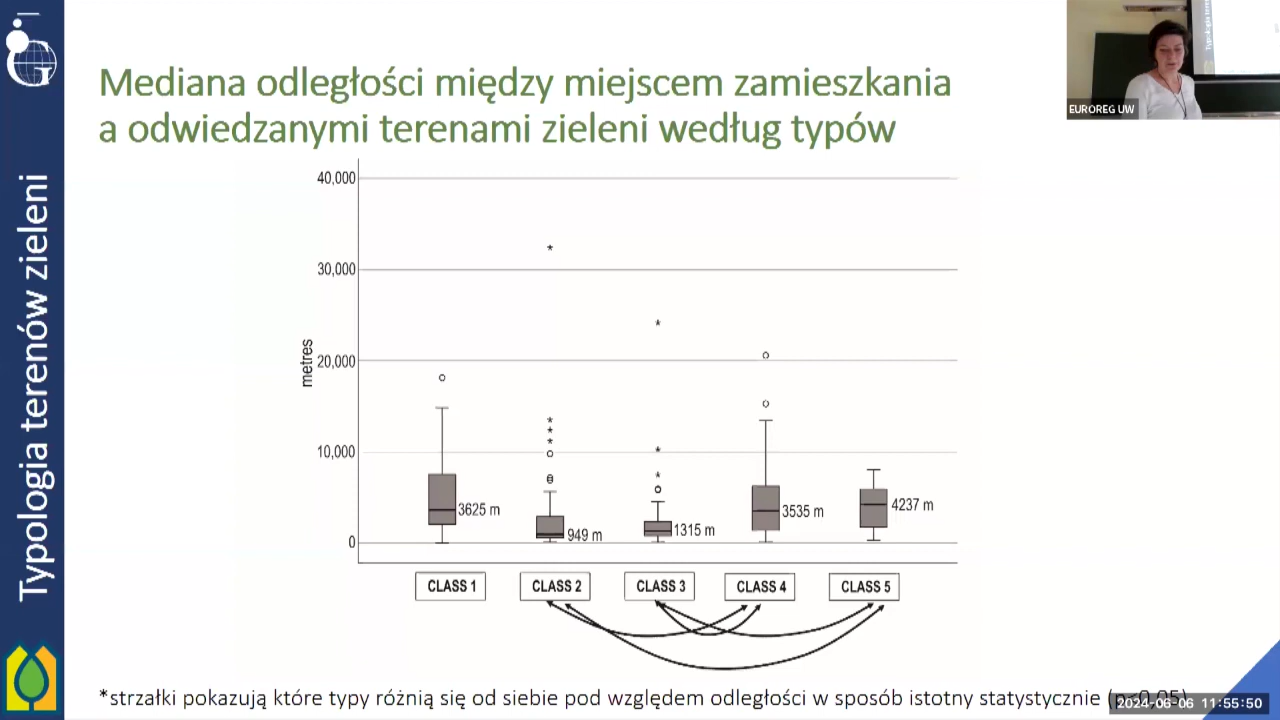 Typologia terenów zieleni
Mediana odległości między miejscem zamieszkania
a odwiedzanymi terenami zieleni według typów
EUROREG UW
metres
40,000
30,000
20,000
10,000
0
3625 m
949 m
1315 m
3535 m
4237 m
CLASS 1
CLASS 2
CLASS 3
CLASS 4
CLASS 5
*strzałki pokazują które typy różnią się od siebie pod względem odległości w sposób istotny statystycznie (p<0,05)
2024-06-06 11:55:50